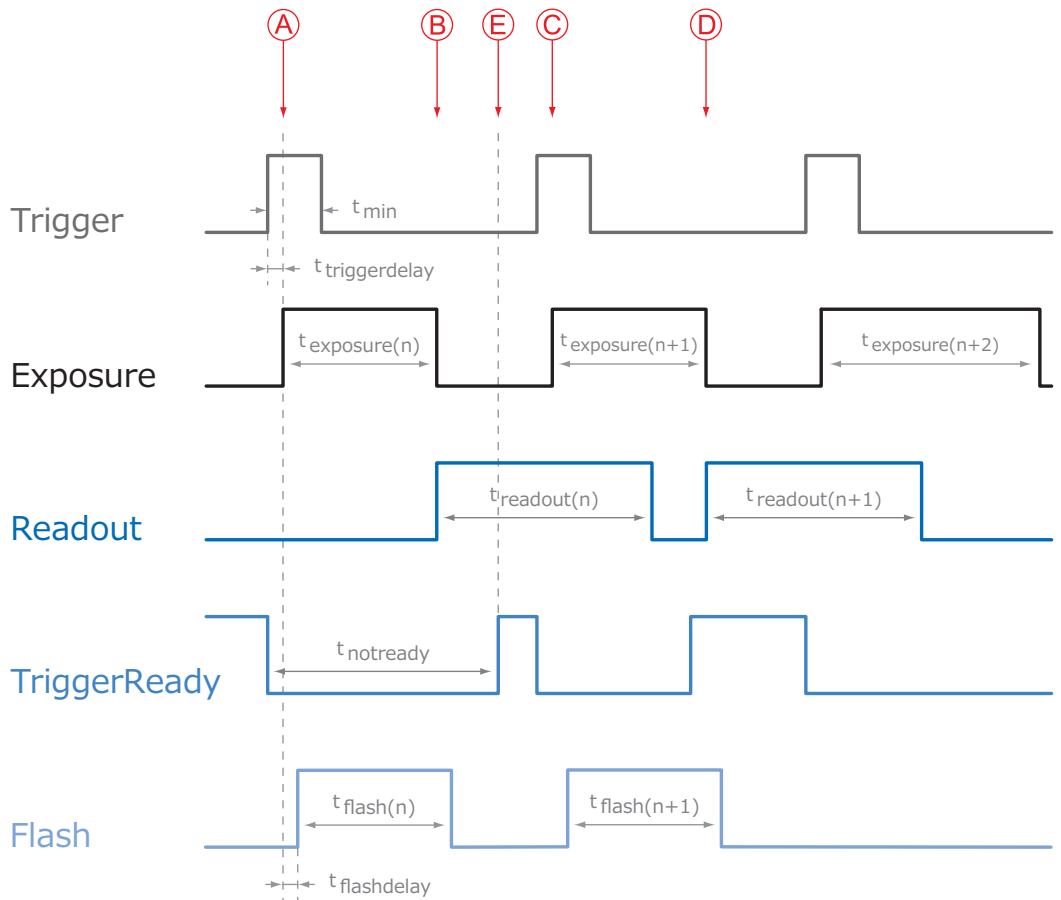 A B E C D
Trigger
t min
t triggerdelay
Exposure
t exposure(n)
t exposure(n+1)
t exposure(n+2)
Readout
t readout(n)
t readout(n+1)
TriggerReady
t notready
Flash
t flash(n)
t flash(n+1)
t flashdelay